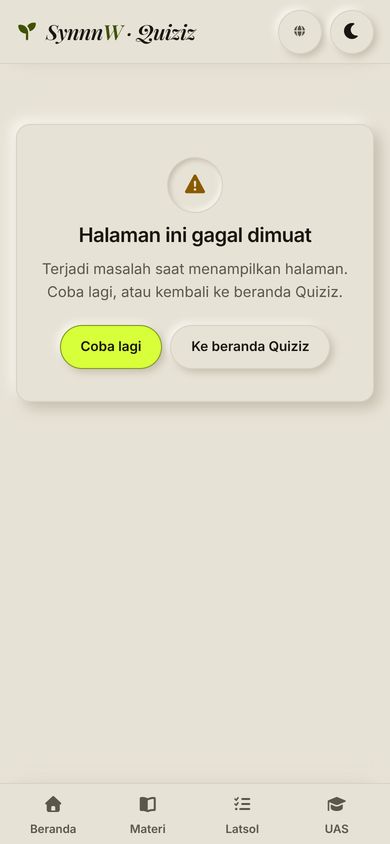 SynnnW · Quiziz
Halaman ini gagal dimuat
Terjadi masalah saat menampilkan halaman.
Coba lagi, atau kembali ke beranda Quiziz.
Coba lagi
Ke beranda Quiziz
Beranda
Materi
Latsol
UAS